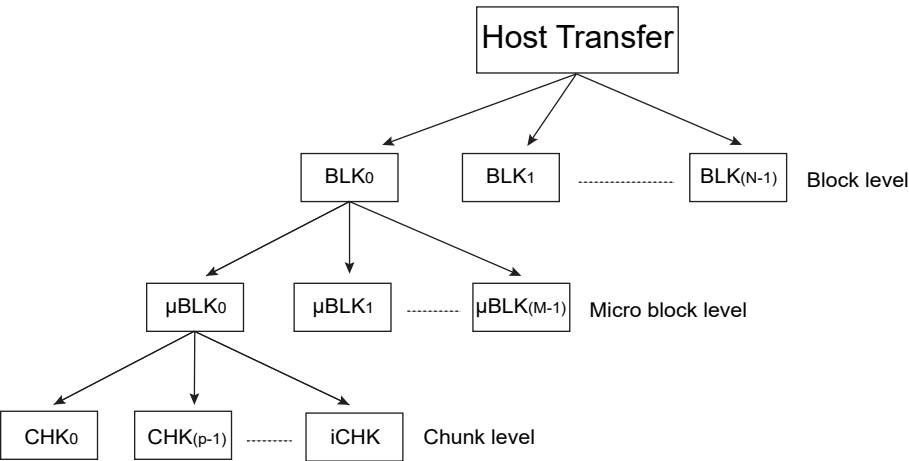 Host Transfer
BLK0 BLK1 BLK(N-1) Block level
µBLK0 µBLK1 µBLK(M-1) Micro block level
CHK0 CHK(p-1) iCHK Chunk level